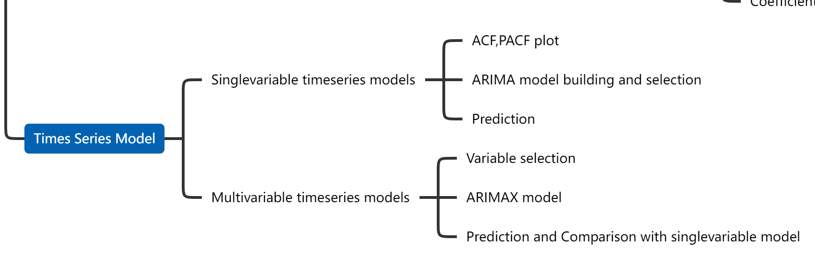 Coefficient
ACF,PACF plot
Singlevariable timeseries models
ARIMA model building and selection
Prediction
Times Series Model
Variable selection
Multivariable timeseries models
ARIMAX model
Prediction and Comparison with singlevariable model